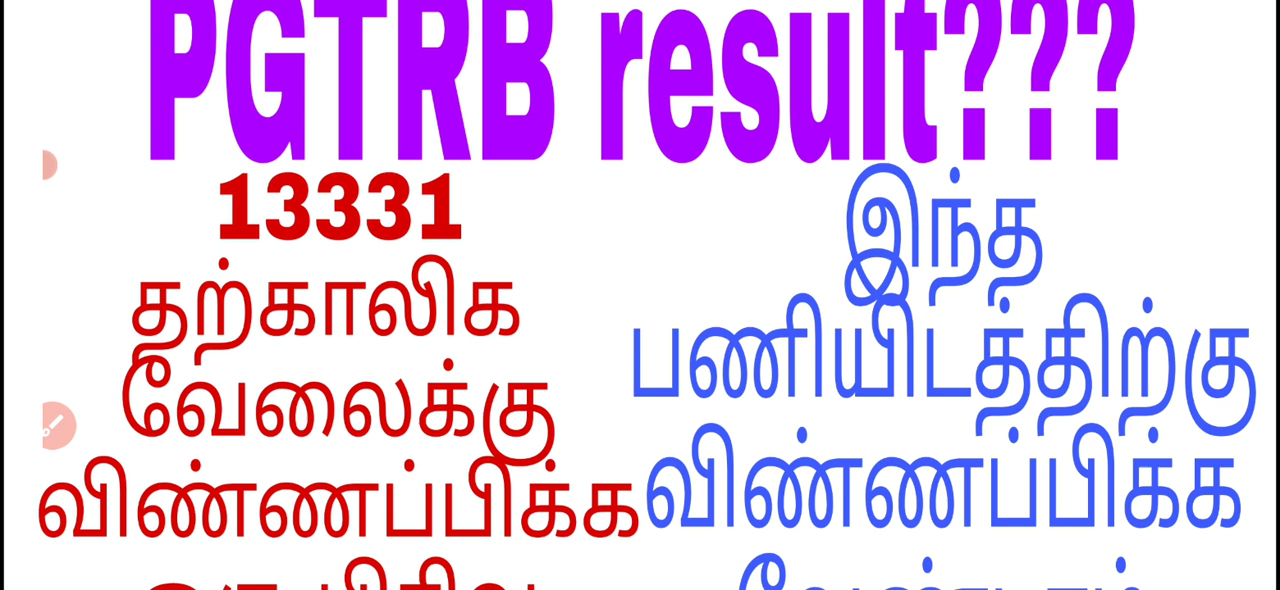 PGTRB result???
13331
தற்காலிக
வேலைக்கு
விண்ணப்பிக்க
இந்த
பணியிடத்திற்கு
விண்ணப்பிக்க